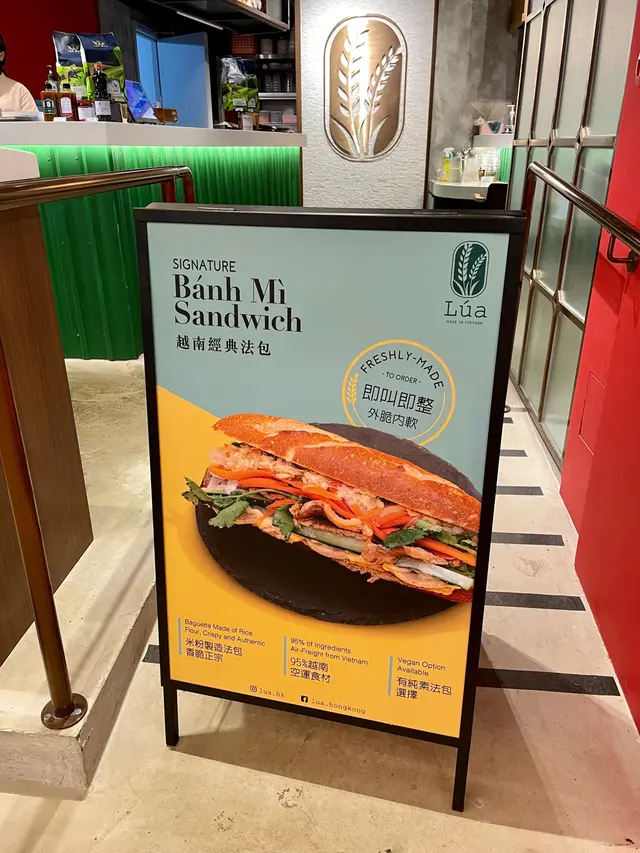 SIGNATURE
Bánh Mì
Sandwich
越南經典法包
Lúa
MADE IN VIETNAM
FRESHLY-MADE
- TO ORDER -
即叫即整
外脆內軟
Baguette Made of Rice
Flour, Crispy and Authentic
米粉製造法包
香脆正宗
95% of Ingredients
Air-Freight from Vietnam
95%越南
空運食材
Vegan Option
Available
有純素法包
選擇
lua.hk
lua.hongkong